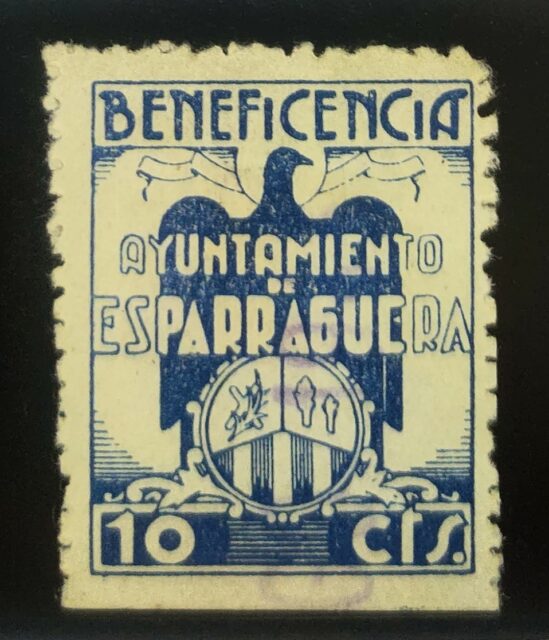 BENEFICENCIA
AYUNTAMIENTO
DE
ESPARRAGUERA
10 CTS.